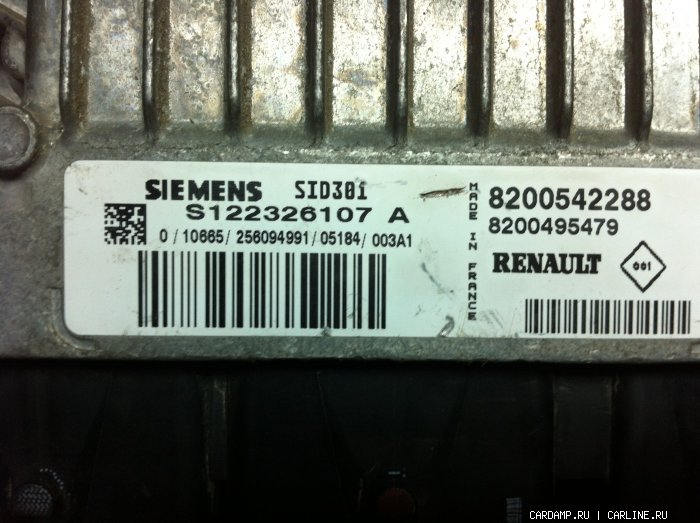 SIEMENS SID301
S122326107 A
0 / 10665 / 256094991 / 05184 / 003A1
MADE IN FRANCE
8200542288
8200495479
RENAULT 001
CARDAMP.RU | CARLINE.RU